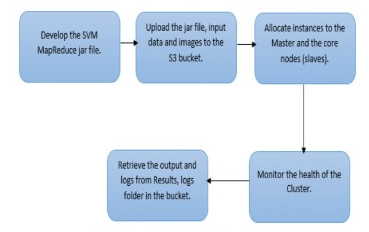 Develop the SVM
MapReduce jar file.
Upload the jar file, input
data and images to the
S3 bucket.
Allocate instances to the
Master and the core
nodes (slaves).
Monitor the health of the
Cluster.
Retrieve the output and
logs from Results, logs
folder in the bucket.